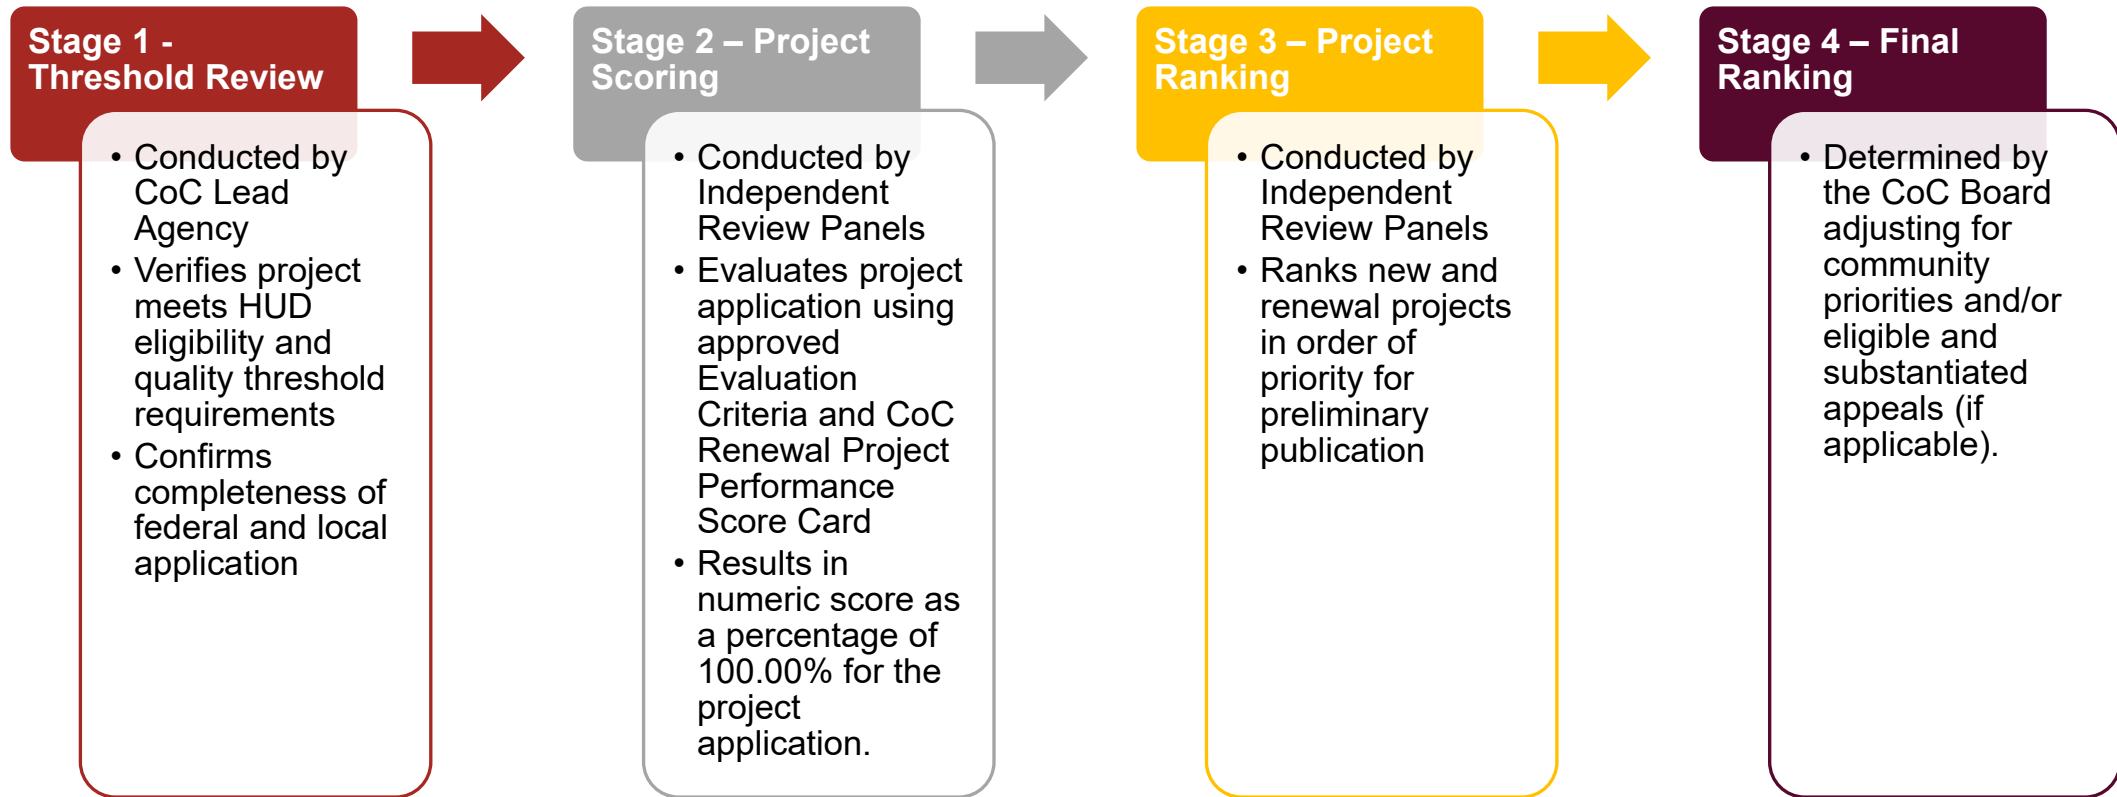 Stage 1 -
Threshold Review
• Conducted by
CoC Lead
Agency
• Verifies project
meets HUD
eligibility and
quality threshold
requirements
• Confirms
completeness of
federal and local
application
Stage 2 – Project
Scoring
• Conducted by
Independent
Review Panels
• Evaluates project
application using
approved
Evaluation
Criteria and CoC
Renewal Project
Performance
Score Card
• Results in
numeric score as
a percentage of
100.00% for the
project
application.
Stage 3 – Project
Ranking
• Conducted by
Independent
Review Panels
• Ranks new and
renewal projects
in order of
priority for
preliminary
publication
Stage 4 – Final
Ranking
• Determined by
the CoC Board
adjusting for
community
priorities and/or
eligible and
substantiated
appeals (if
applicable).